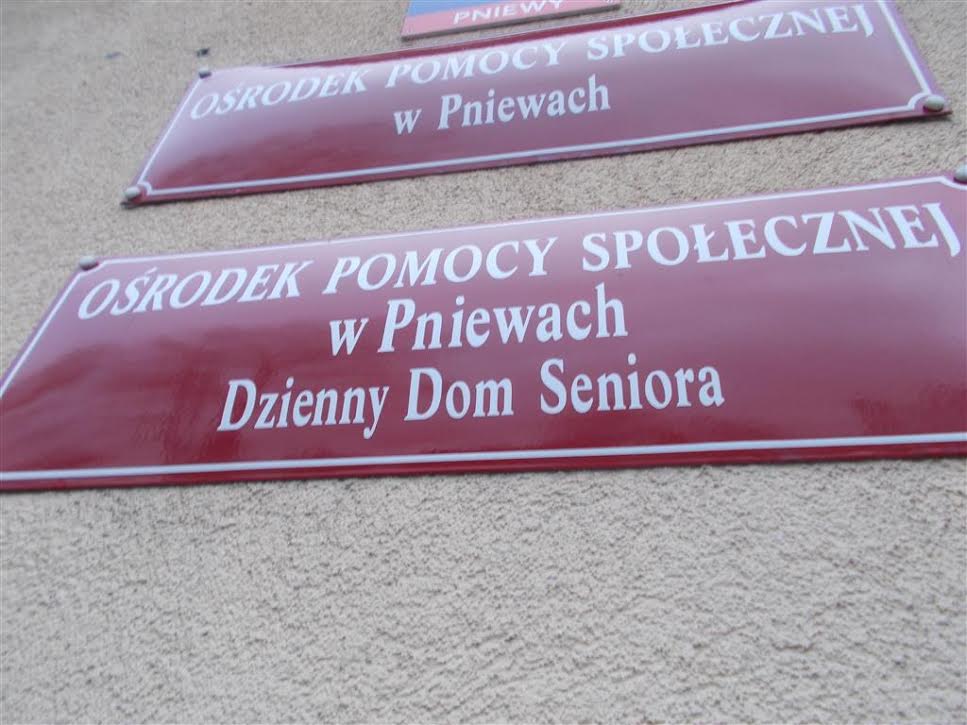 PNIEWY
OŚRODEK POMOCY SPOŁECZNEJ
w Pniewach
OŚRODEK POMOCY SPOŁECZNEJ
w Pniewach
Dzienny Dom Seniora